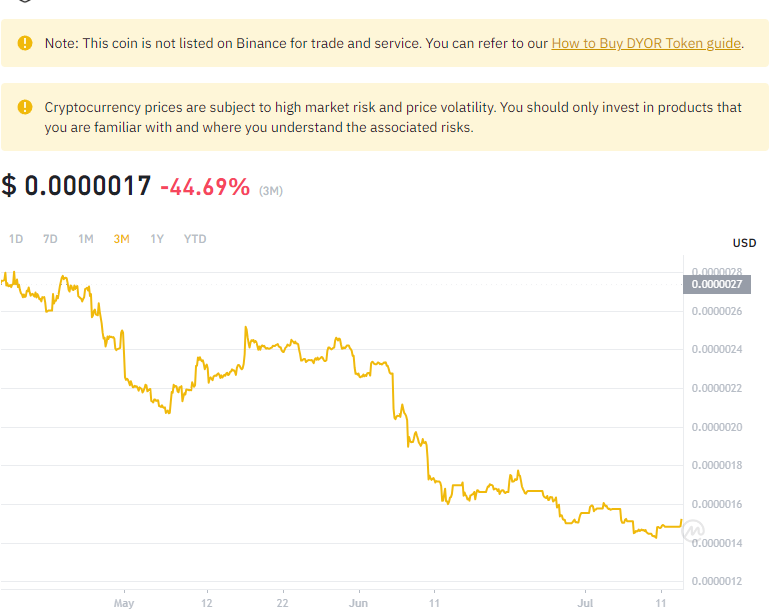 Note: This coin is not listed on Binance for trade and service. You can refer to our How to Buy DYOR Token guide.
Cryptocurrency prices are subject to high market risk and price volatility. You should only invest in products that
you are familiar with and where you understand the associated risks.
$ 0.0000017 -44.69% (3M)
1D 7D 1M 3M 1Y YTD
USD
0.0000028
0.0000027
0.0000026
0.0000024
0.0000022
0.0000020
0.0000018
0.0000016
0.0000014
0.0000012
May 12 22 Jun 11 Jul 11